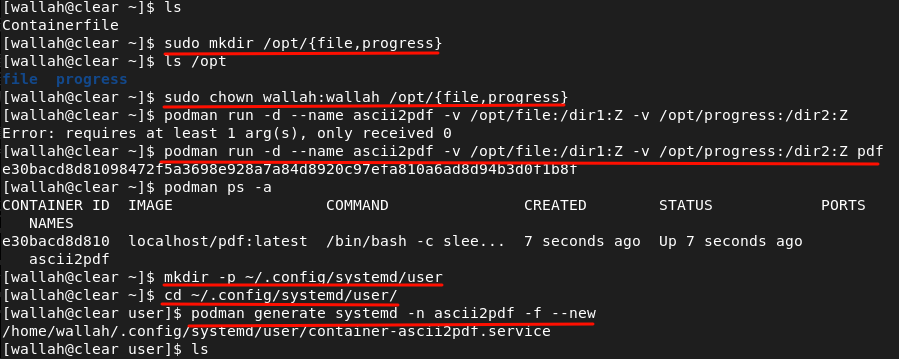 [wallah@clear ~]$ ls
Containerfile
[wallah@clear ~]$ sudo mkdir /opt/{file,progress}
[wallah@clear ~]$ ls /opt
file  progress
[wallah@clear ~]$ sudo chown wallah:wallah /opt/{file,progress}
[wallah@clear ~]$ podman run -d --name ascii2pdf -v /opt/file:/dir1:Z -v /opt/progress:/dir2:Z
Error: requires at least 1 arg(s), only received 0
[wallah@clear ~]$ podman run -d --name ascii2pdf -v /opt/file:/dir1:Z -v /opt/progress:/dir2:Z pdf
e30bacd8d81098472f5a3698e928a7a84d8920c97efa810a6ad8d94b3d0f1b8f
[wallah@clear ~]$ podman ps -a
CONTAINER ID  IMAGE                 COMMAND               CREATED        STATUS            PORTS
   NAMES
e30bacd8d810  localhost/pdf:latest  /bin/bash -c slee...  7 seconds ago  Up 7 seconds ago
   ascii2pdf
[wallah@clear ~]$ mkdir -p ~/.config/systemd/user
[wallah@clear ~]$ cd ~/.config/systemd/user/
[wallah@clear user]$ podman generate systemd -n ascii2pdf -f --new
/home/wallah/.config/systemd/user/container-ascii2pdf.service
[wallah@clear user]$ ls